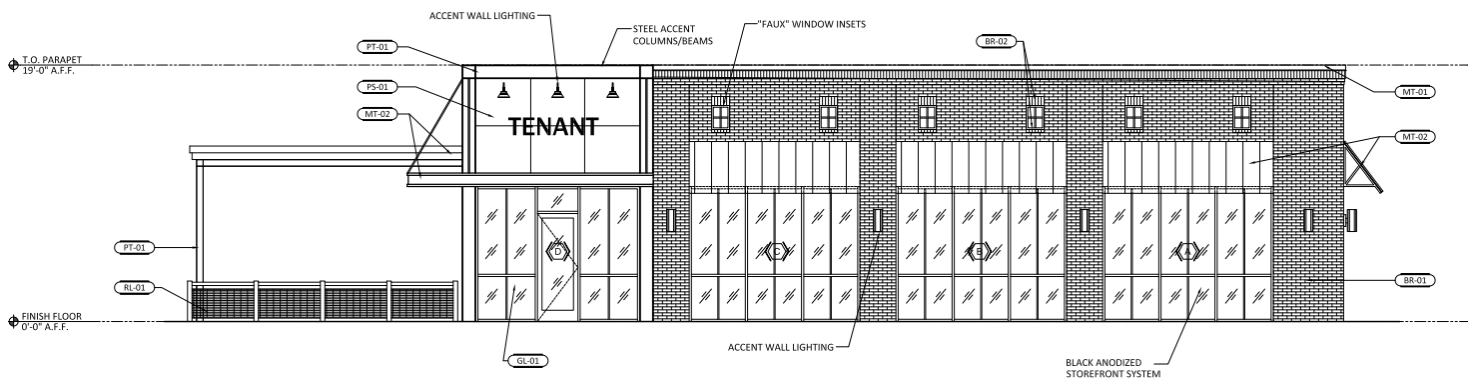 ACCENT WALL LIGHTING
STEEL ACCENT
COLUMNS/BEAMS
"FAUX" WINDOW INSETS
PT-01
BR-02
T.O. PARAPET
19'-0" A.F.F.
PS-01
MT-01
MT-02
TENANT
MT-02
PT-01
D
C
B
A
RL-01
BR-01
FINISH FLOOR
0'-0" A.F.F.
GL-01
ACCENT WALL LIGHTING
BLACK ANODIZED
STOREFRONT SYSTEM